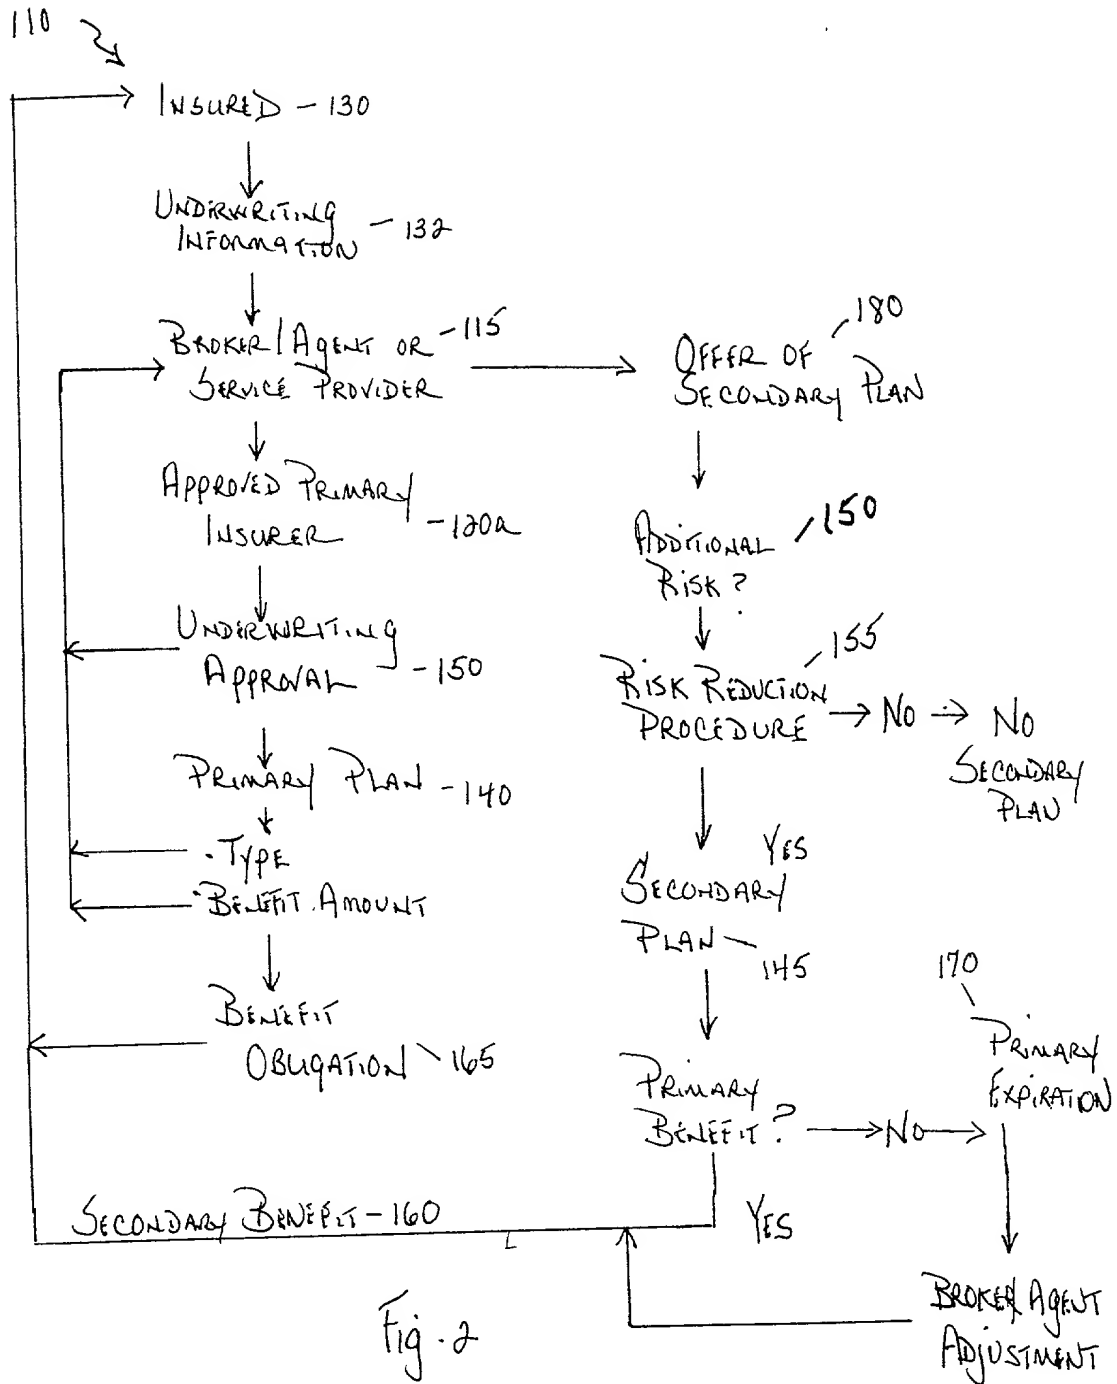 110
INSURED - 130
UNDERWRITING
INFORMATION - 132
BROKER/AGENT OR - 115
SERVICE PROVIDER
APPROVED PRIMARY
INSURER - 120a
UNDERWRITING
APPROVAL - 150
PRIMARY PLAN - 140
· TYPE
· BENEFIT AMOUNT
BENEFIT
OBLIGATION 165
180
OFFER OF
SECONDARY PLAN
ADDITIONAL 150
RISK?
155
RISK REDUCTION
PROCEDURE
NO
NO
SECONDARY
PLAN
YES
SECONDARY
PLAN - 145
PRIMARY
BENEFIT?
NO
170
PRIMARY
EXPIRATION
YES
SECONDARY BENEFIT - 160
BROKER/AGENT
ADJUSTMENT
Fig. 2